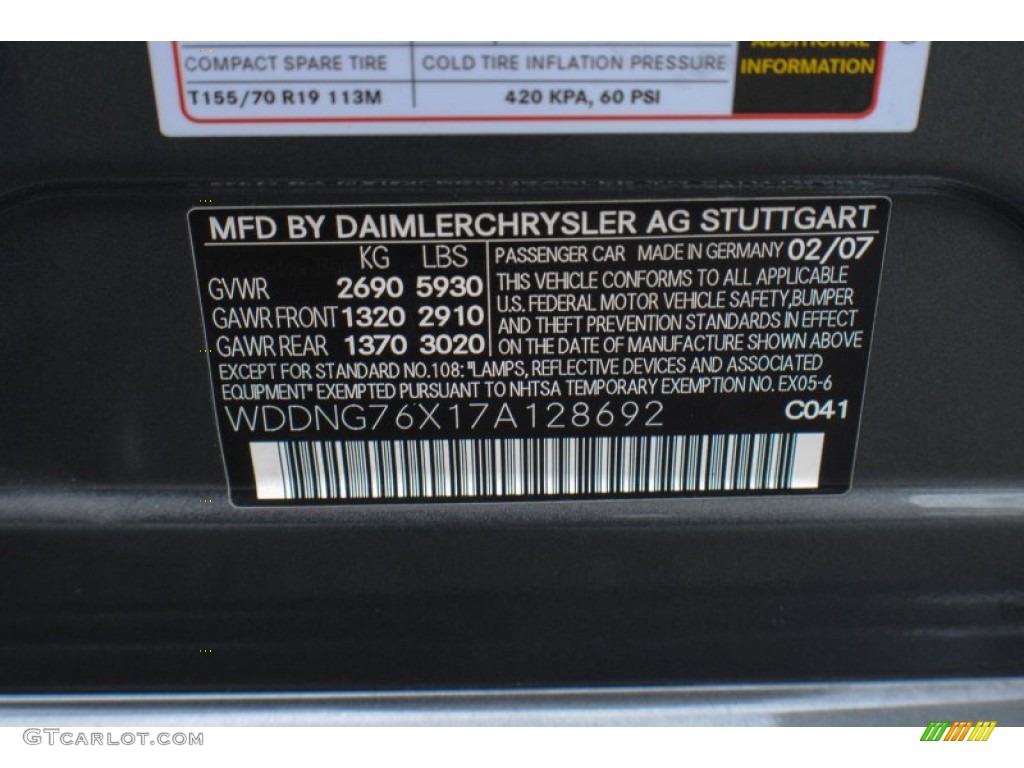 ADDITIONAL
COMPACT SPARE TIRE COLD TIRE INFLATION PRESSURE INFORMATION
T155/70 R19 113M 420 KPA, 60 PSI
MFD BY DAIMLERCHRYSLER AG STUTTGART
KG LBS PASSENGER CAR MADE IN GERMANY 02/07
GVWR 2690 5930 THIS VEHICLE CONFORMS TO ALL APPLICABLE
U.S. FEDERAL MOTOR VEHICLE SAFETY,BUMPER
GAWR FRONT 1320 2910 AND THEFT PREVENTION STANDARDS IN EFFECT
GAWR REAR 1370 3020 ON THE DATE OF MANUFACTURE SHOWN ABOVE
EXCEPT FOR STANDARD NO.108: "LAMPS, REFLECTIVE DEVICES AND ASSOCIATED
EQUIPMENT" EXEMPTED PURSUANT TO NHTSA TEMPORARY EXEMPTION NO. EX05-6
WDDNG76X17A128692 C041
GTCARLOT.COM